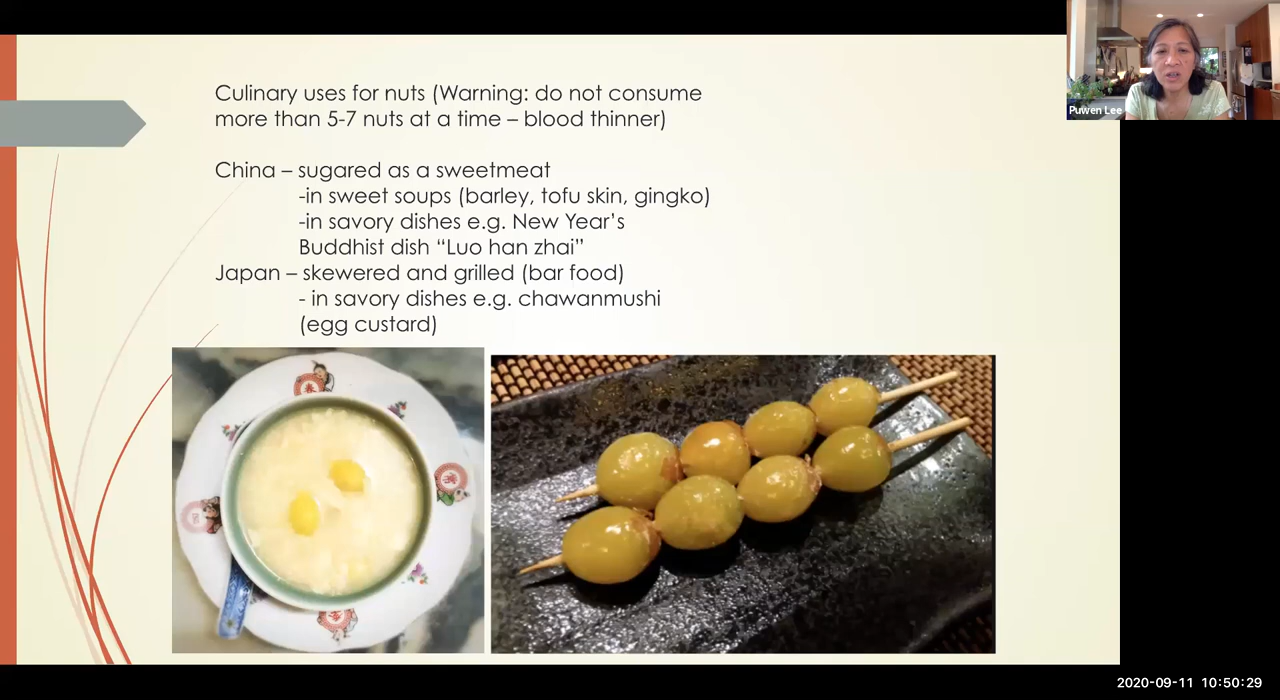 Culinary uses for nuts (Warning: do not consume
more than 5-7 nuts at a time – blood thinner)
China – sugared as a sweetmeat
-in sweet soups (barley, tofu skin, gingko)
-in savory dishes e.g. New Year's
Buddhist dish “Luo han zhai”
Japan – skewered and grilled (bar food)
- in savory dishes e.g. chawanmushi
(egg custard)
Puwen Lee
2020-09-11 10:50:29